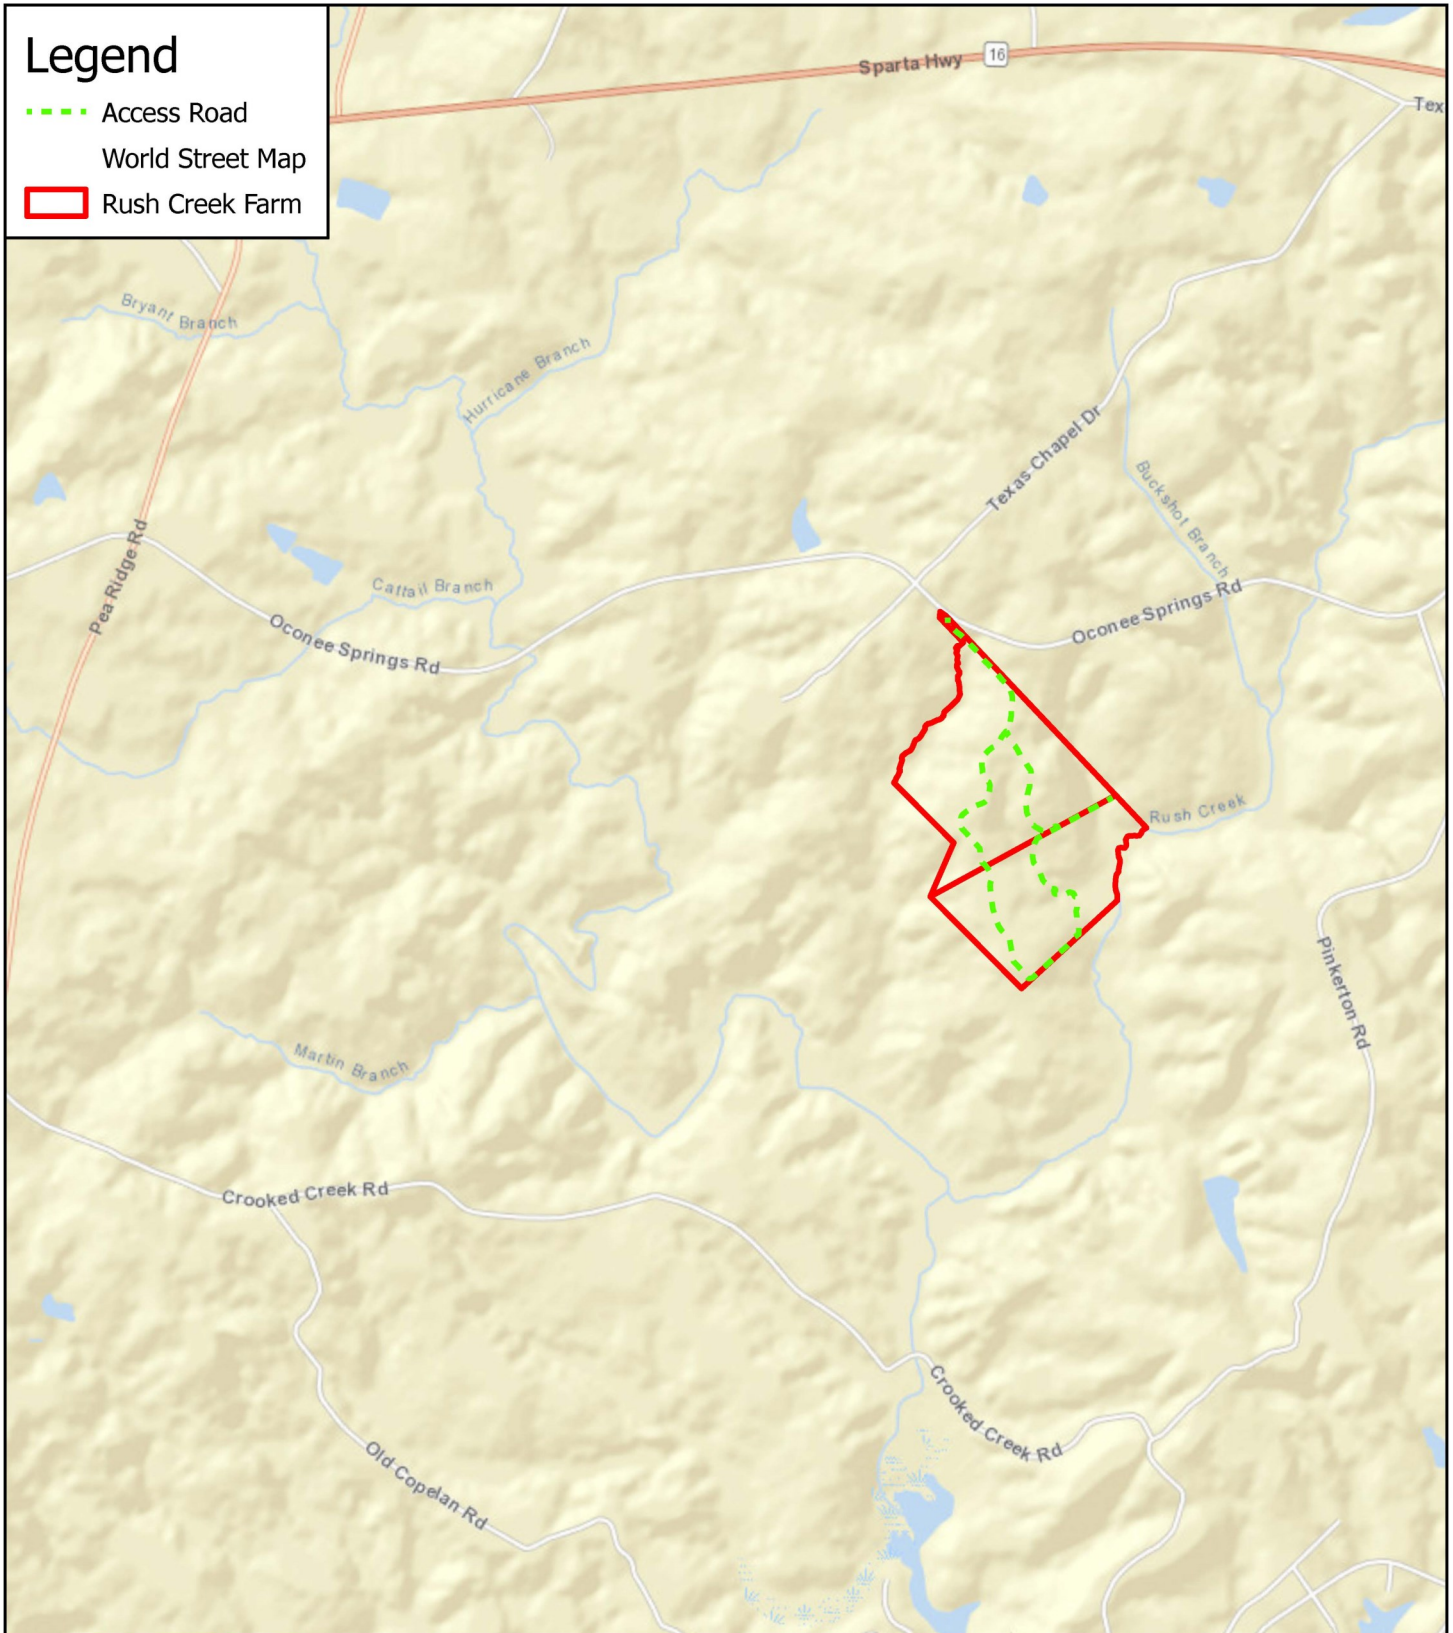 Legend
Access Road
World Street Map
Rush Creek Farm
Sparta Hwy
16
Tex
Bryant Branch
Hurricane Branch
Texas Chapel Dr
Buckshot Branch
Pea Ridge Rd
Cattail Branch
Oconee Springs Rd
Oconee Springs Rd
Rush Creek
Pinkerton Rd
Martin Branch
Crooked Creek Rd
Crooked Creek Rd
Old Copelan Rd